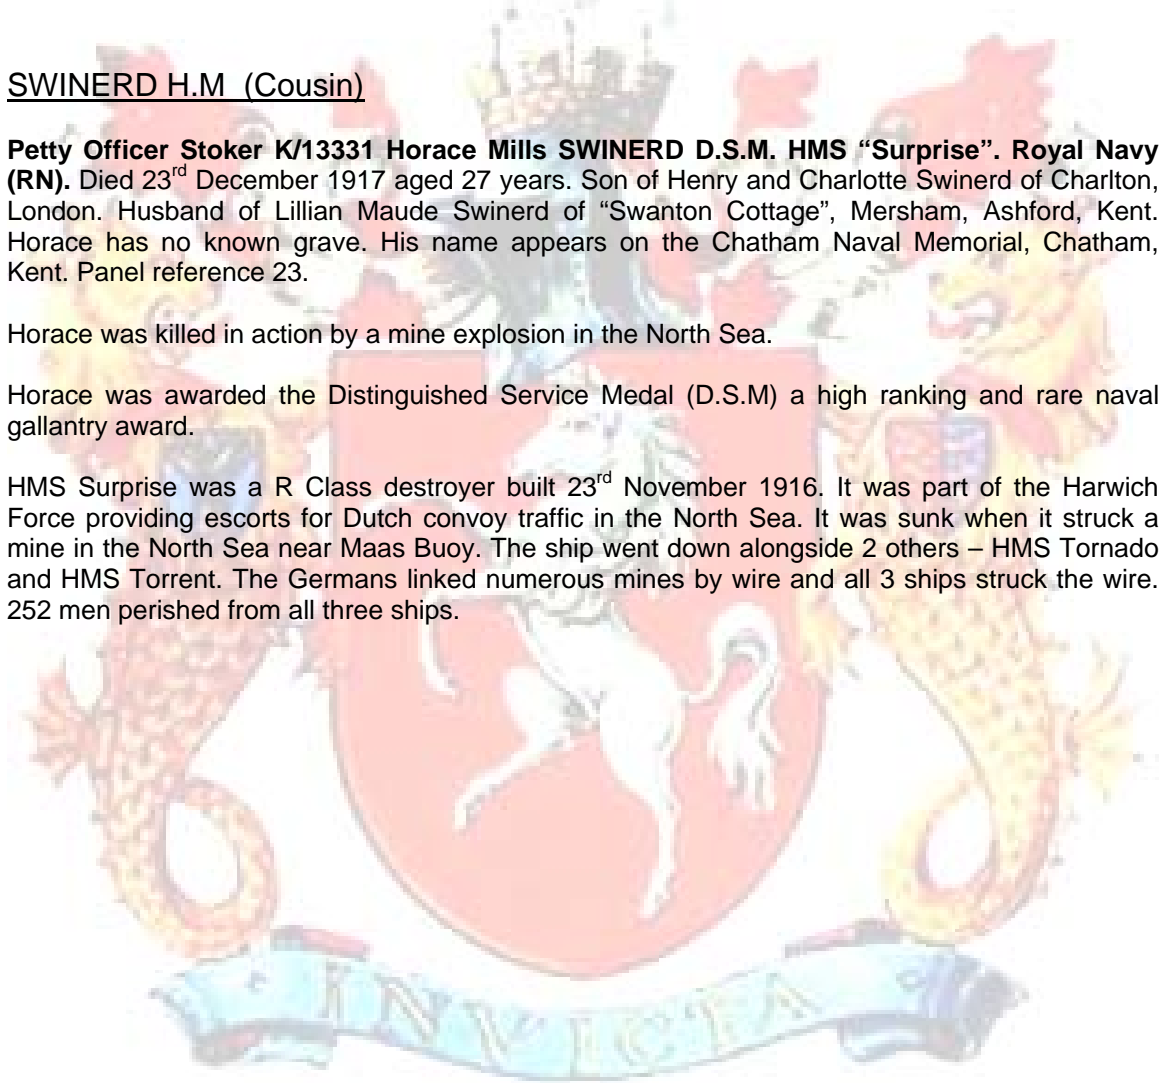 SWINERD H.M (Cousin)
Petty Officer Stoker K/13331 Horace Mills SWINERD D.S.M. HMS “Surprise”. Royal Navy
(RN). Died 23rd December 1917 aged 27 years. Son of Henry and Charlotte Swinerd of Charlton,
London. Husband of Lillian Maude Swinerd of “Swanton Cottage”, Mersham, Ashford, Kent.
Horace has no known grave. His name appears on the Chatham Naval Memorial, Chatham,
Kent. Panel reference 23.
Horace was killed in action by a mine explosion in the North Sea.
Horace was awarded the Distinguished Service Medal (D.S.M) a high ranking and rare naval
gallantry award.
HMS Surprise was a R Class destroyer built 23rd November 1916. It was part of the Harwich
Force providing escorts for Dutch convoy traffic in the North Sea. It was sunk when it struck a
mine in the North Sea near Maas Buoy. The ship went down alongside 2 others – HMS Tornado
and HMS Torrent. The Germans linked numerous mines by wire and all 3 ships struck the wire.
252 men perished from all three ships.
INVICTA